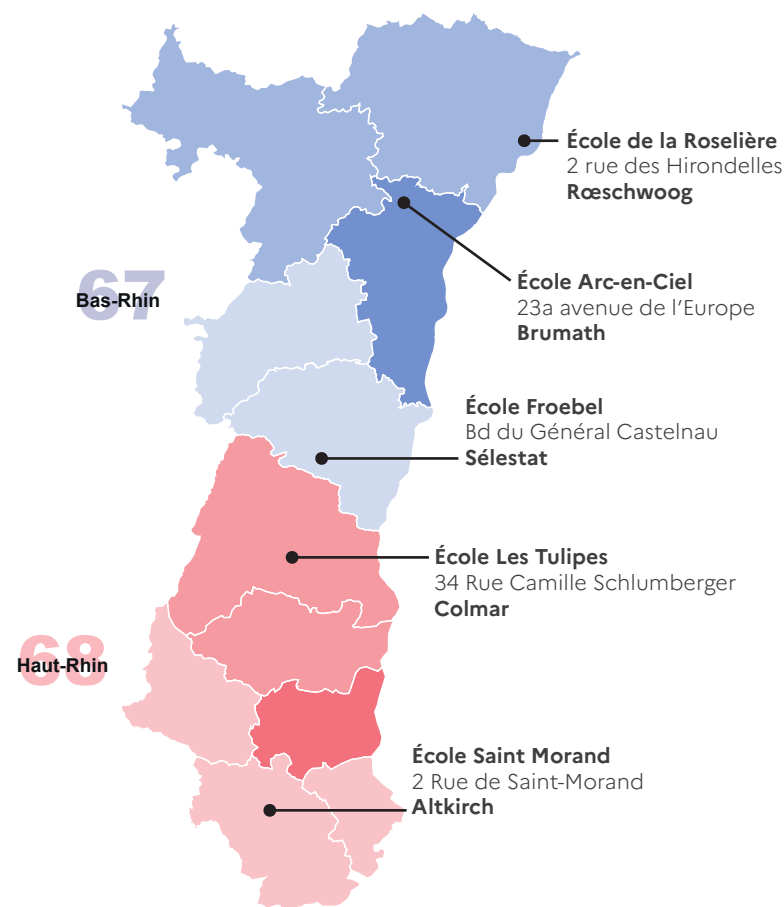 École de la Roselière
2 rue des Hirondelles
Rœschwoog
67
Bas-Rhin
École Arc-en-Ciel
23a avenue de l'Europe
Brumath
École Froebel
Bd du Général Castelnau
Sélestat
École Les Tulipes
34 Rue Camille Schlumberger
Colmar
68
Haut-Rhin
École Saint Morand
2 Rue de Saint-Morand
Altkirch